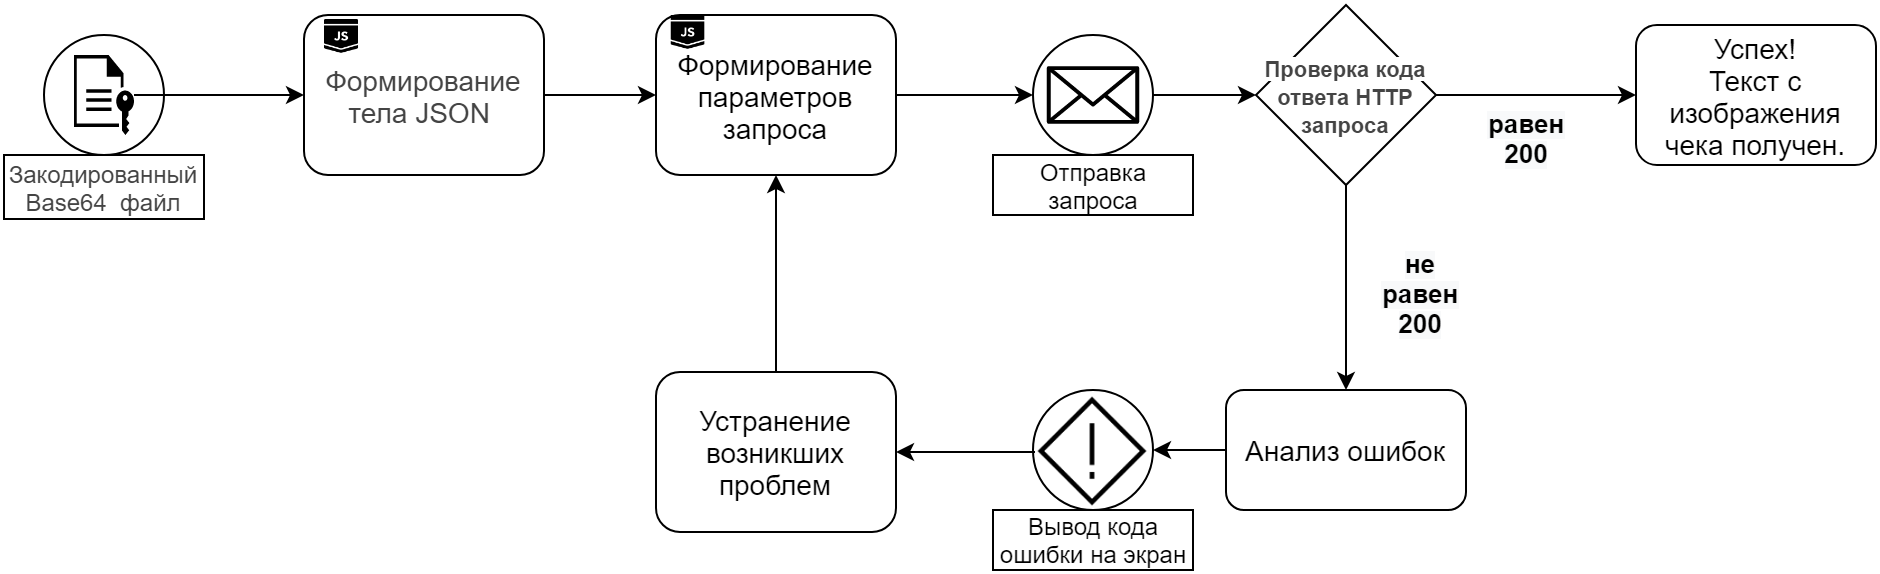 JS
Формирование
тела JSON
JS
Формирование
параметров
запроса
Закодированный
Base64  файл
Отправка
запроса
Проверка кода
ответа HTTP
запроса
равен
200
Успех!
Текст с
изображения
чека получен.
не
равен
200
Анализ ошибок
!
Вывод кода
ошибки на экран
Устранение
возникших
проблем